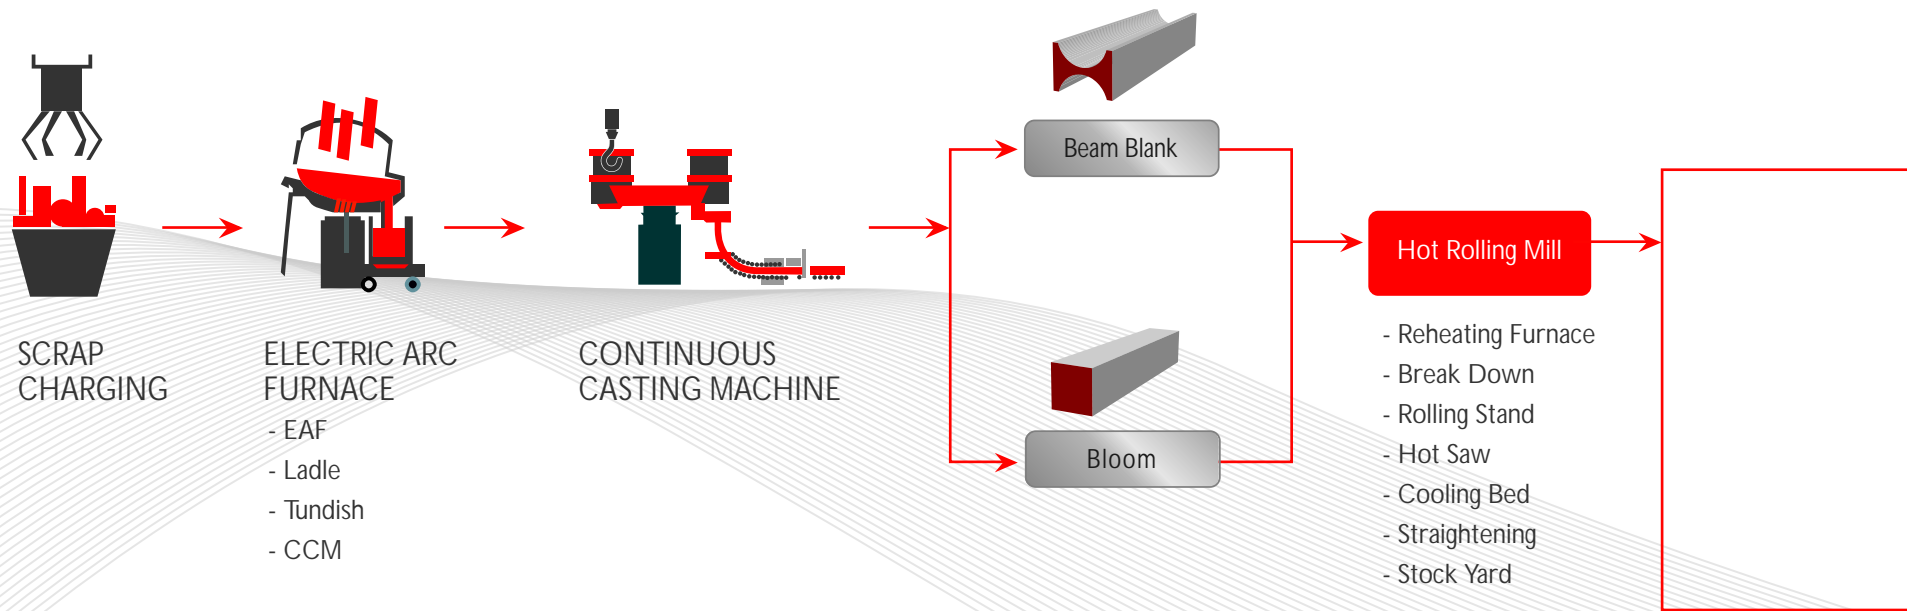 SCRAP
CHARGING
ELECTRIC ARC
FURNACE
- EAF
- Ladle
- Tundish
- CCM
CONTINUOUS
CASTING MACHINE
Beam Blank
Bloom
Hot Rolling Mill
- Reheating Furnace
- Break Down
- Rolling Stand
- Hot Saw
- Cooling Bed
- Straightening
- Stock Yard